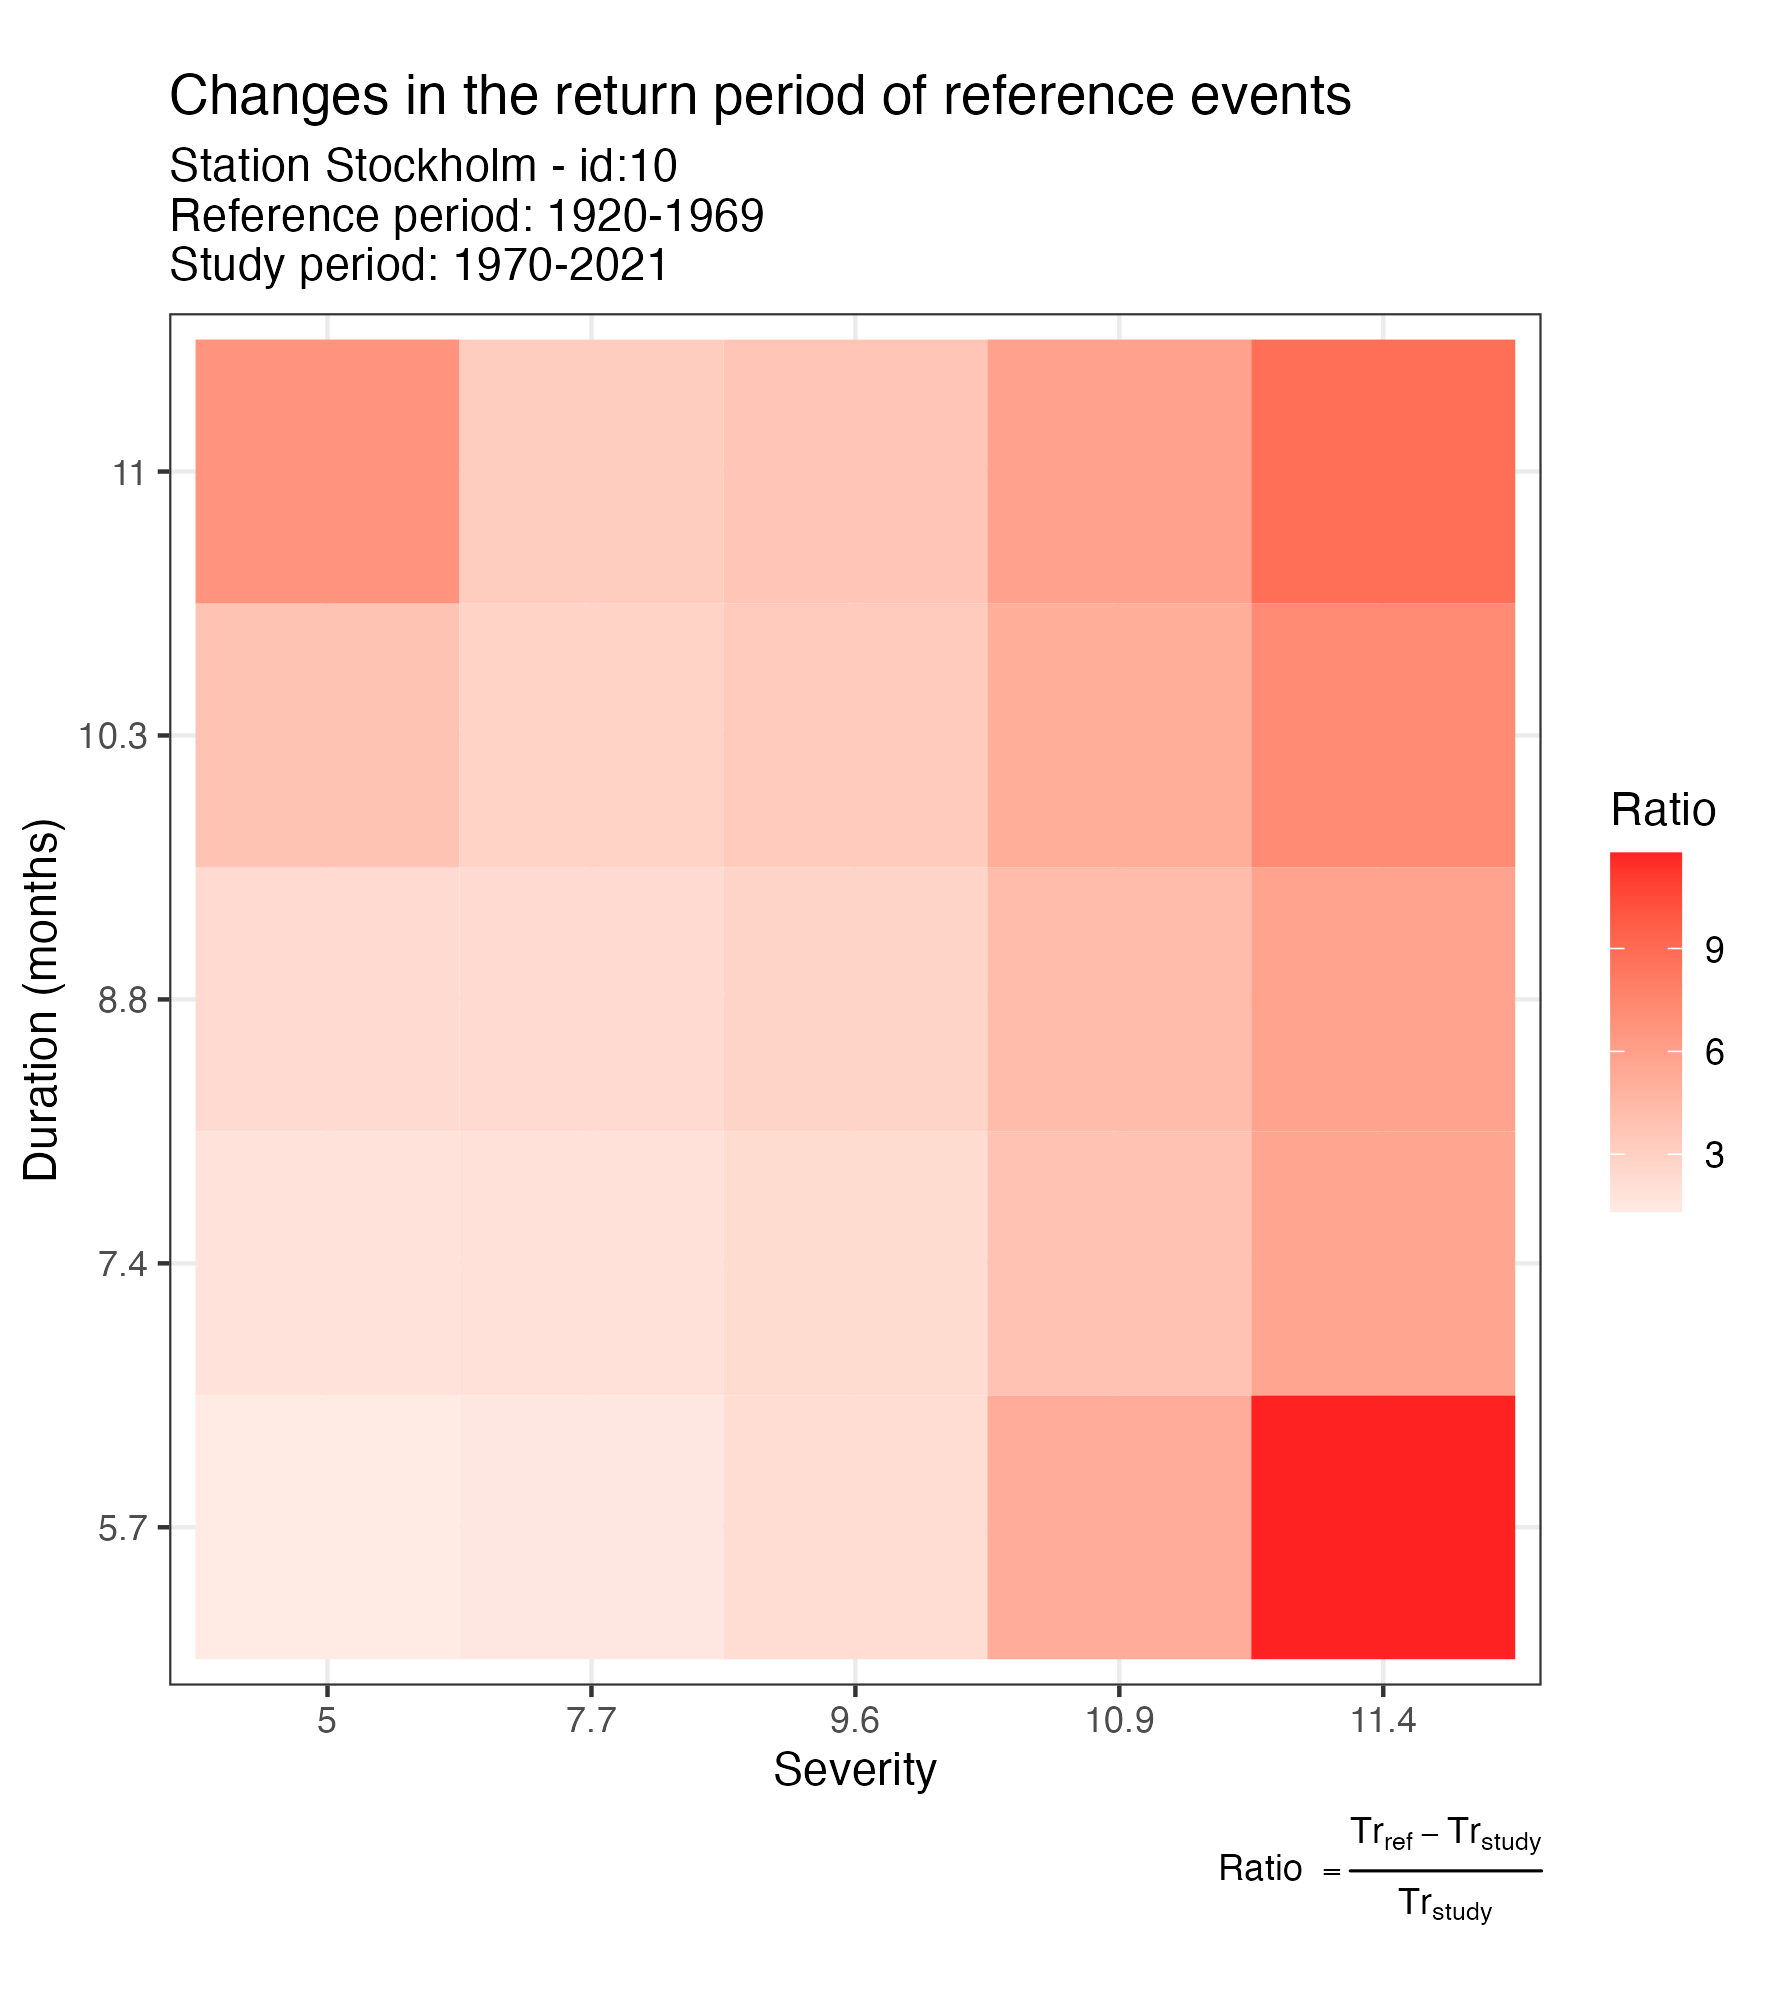 Changes in the return period of reference events
Station Stockholm - id:10
Reference period: 1920-1969
Study period: 1970-2021
11
10.3
8.8
7.4
5.7
Duration (months)
5 7.7 9.6 10.9 11.4
Severity
Ratio
9
6
3
Ratio = Tr_ref − Tr_study
Tr_study